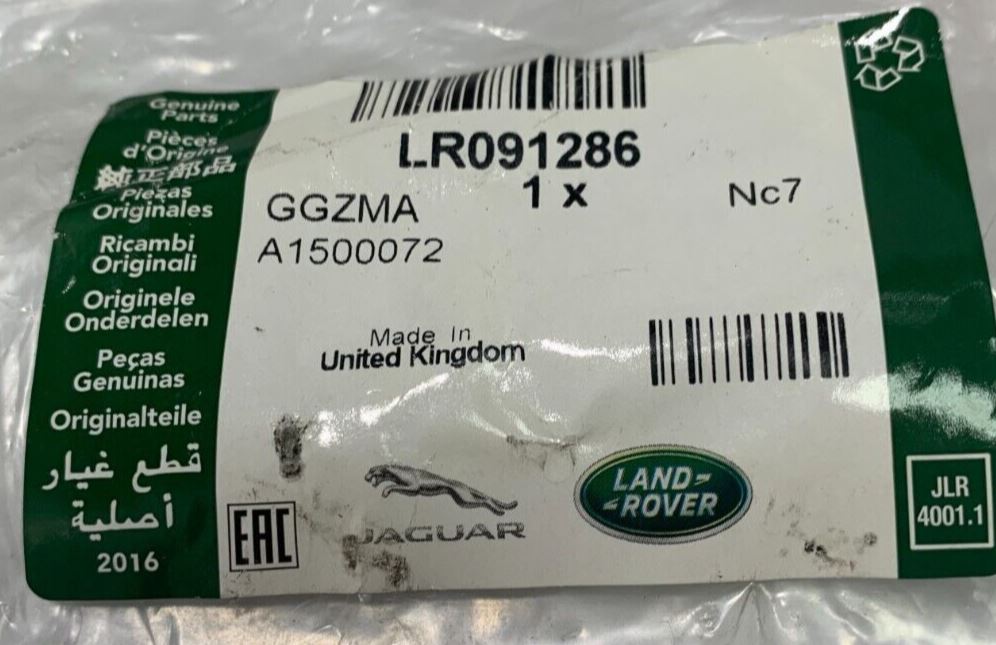 Genuine
Parts
Pièces
d'Origine
純正部品
Piezas
Originales
Ricambi
Originali
Originele
Onderdelen
Peças
Genuinas
Originalteile
قطع غيار
أصلية
2016
LR091286
1 x
Nc7
GGZMA
A1500072
Made In
United Kingdom
EAC
JAGUAR
LAND-
-ROVER
JLR
4001.1